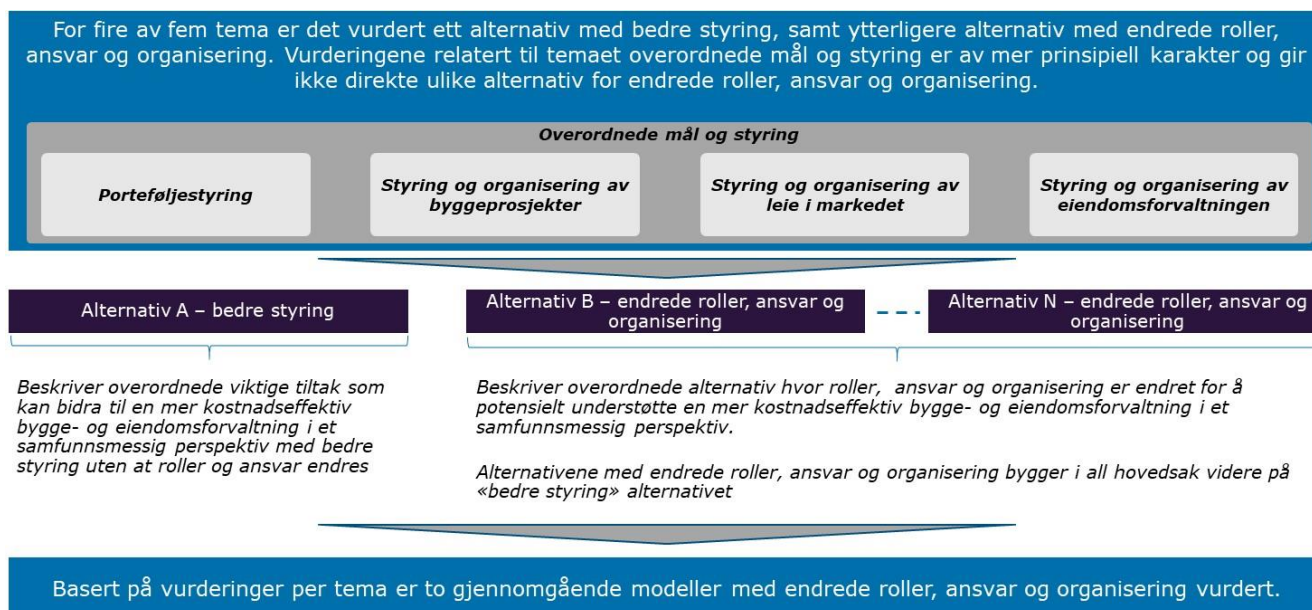 For fire av fem tema er det vurdert ett alternativ med bedre styring, samt ytterligere alternativ med endrede roller,
ansvar og organisering. Vurderingene relatert til temaet overordnede mål og styring er av mer prinsipiell karakter og gir
ikke direkte ulike alternativ for endrede roller, ansvar og organisering.
Overordnede mål og styring
Porteføljestyring
Styring og organisering av
byggeprosjekter
Styring og organisering av
leie i markedet
Styring og organisering av
eiendomsforvaltningen
Alternativ A – bedre styring
Alternativ B – endrede roller, ansvar og
organisering
Alternativ N – endrede roller, ansvar og
organisering
Beskriver overordnede viktige tiltak som
kan bidra til en mer kostnadseffektiv
bygge- og eiendomsforvaltning i et
samfunnsmessig perspektiv med bedre
styring uten at roller og ansvar endres
Beskriver overordnede alternativ hvor roller, ansvar og organisering er endret for å
potensielt understøtte en mer kostnadseffektiv bygge- og eiendomsforvaltning i et
samfunnsmessig perspektiv.
Alternativene med endrede roller, ansvar og organisering bygger i all hovedsak videre på
«bedre styring» alternativet
Basert på vurderinger per tema er to gjennomgående modeller med endrede roller, ansvar og organisering vurdert.